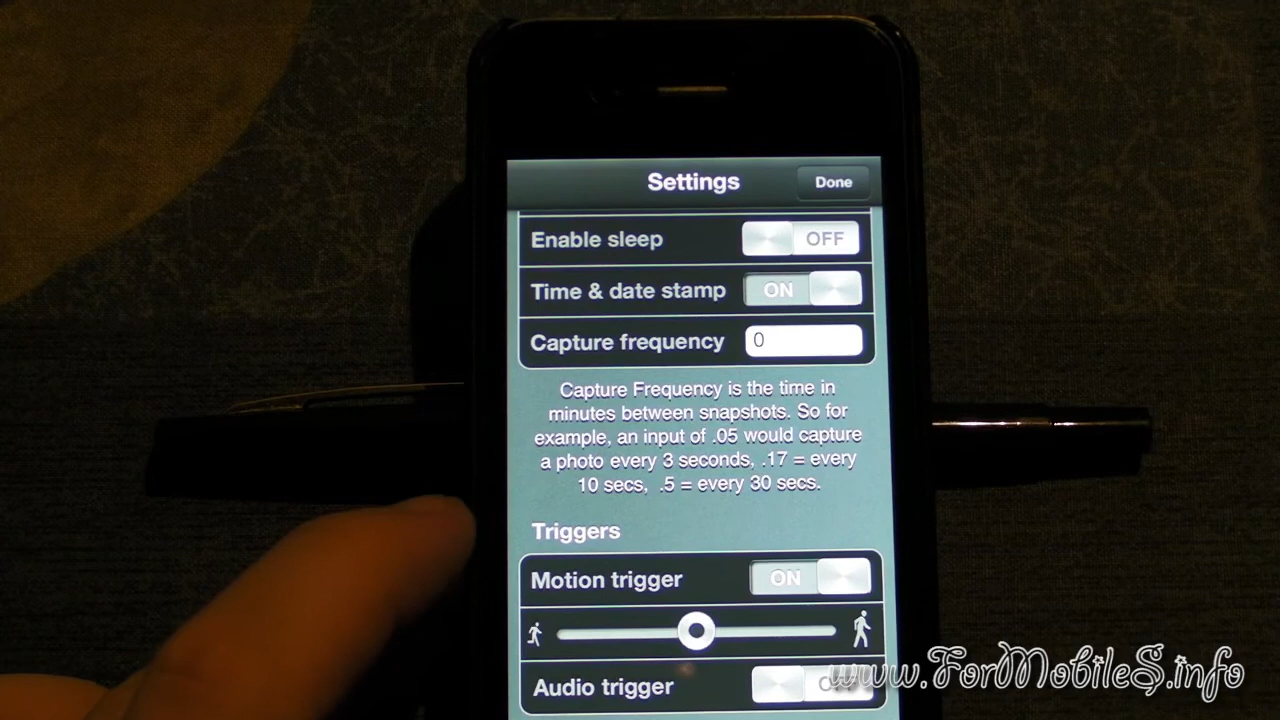 Settings
Done
Enable sleep
OFF
Time & date stamp
ON
Capture frequency
0
Capture Frequency is the time in
minutes between snapshots. So for
example, an input of .05 would capture
a photo every 3 seconds, .17 = every
10 secs, .5 = every 30 secs.
Triggers
Motion trigger
ON
Audio trigger
www.ForMobileS.info